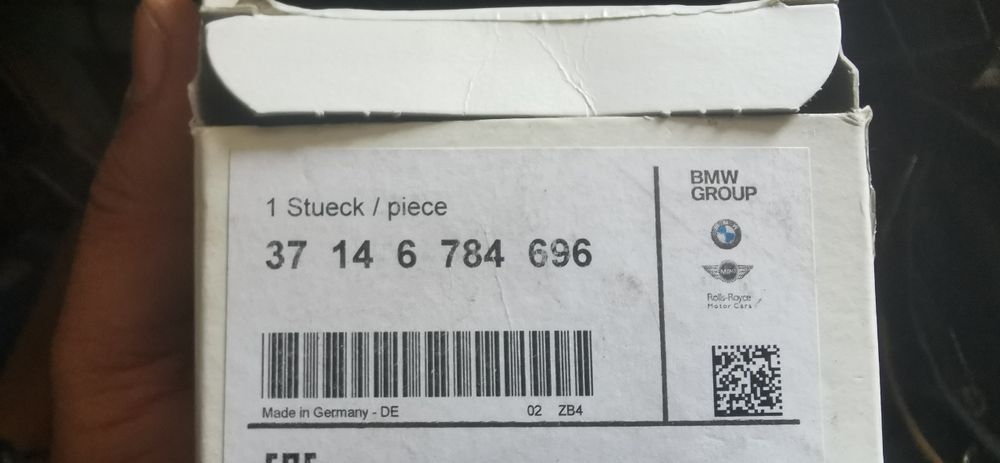 1 Stueck / piece
37 14 6 784 696
Made in Germany - DE 02 ZB4
BMW
GROUP
MINI
Rolls-Royce
Motor Cars